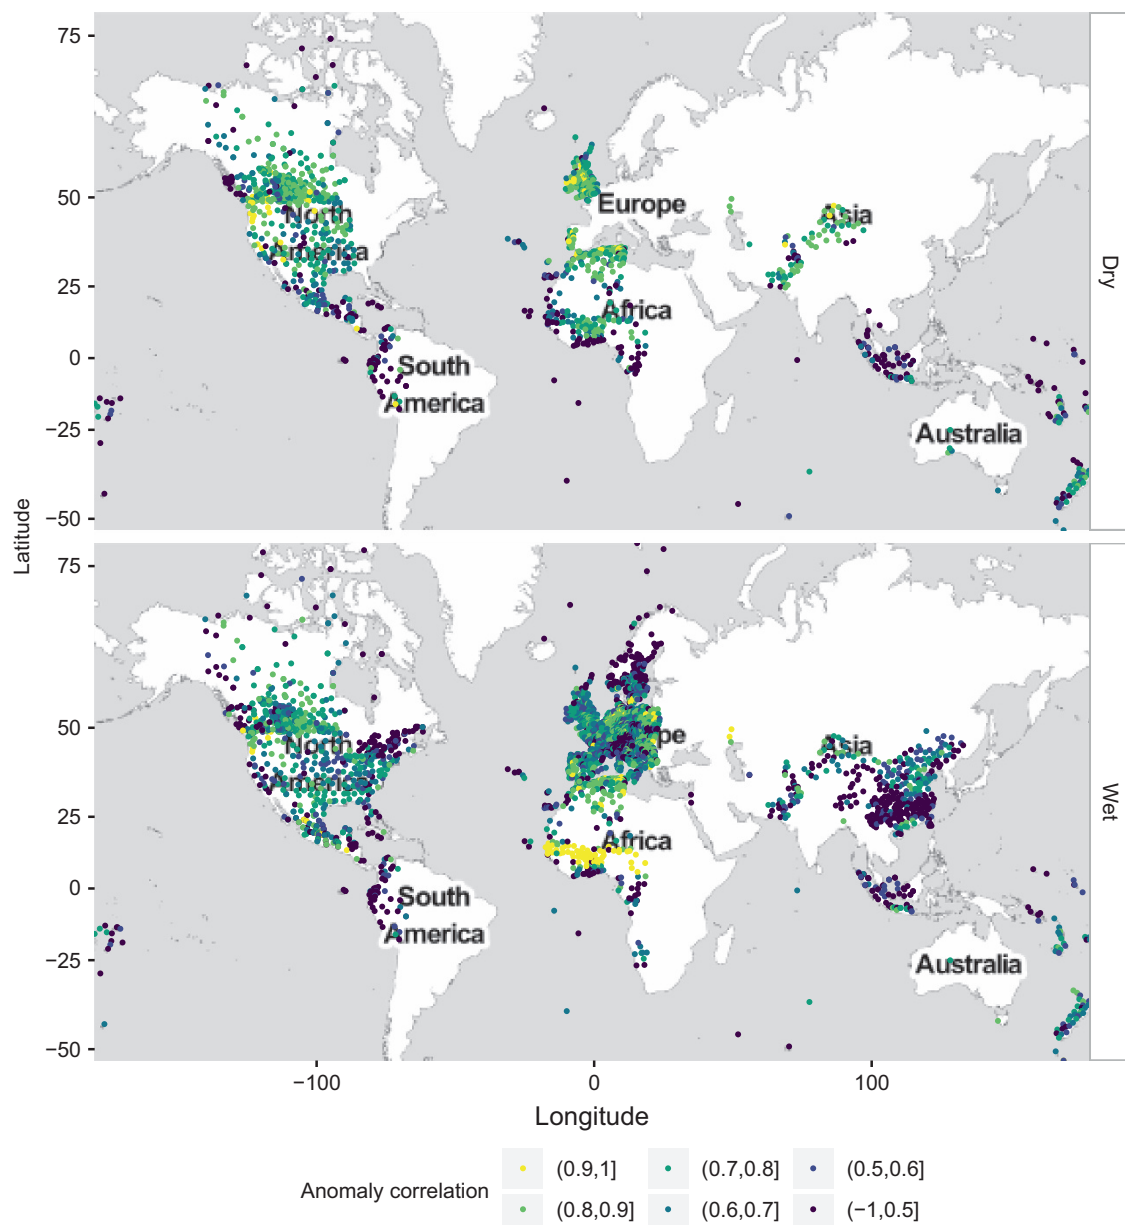 75
50
25
0
−25
−50
North
America
South
America
Europe
Africa
Asia
Australia
Dry
Latitude
75
50
25
0
−25
−50
North
America
South
America
pe
Africa
Asia
Australia
Wet
−100 0 100
Longitude
Anomaly correlation
(0.9,1] (0.7,0.8] (0.5,0.6]
(0.8,0.9] (0.6,0.7] (−1,0.5]